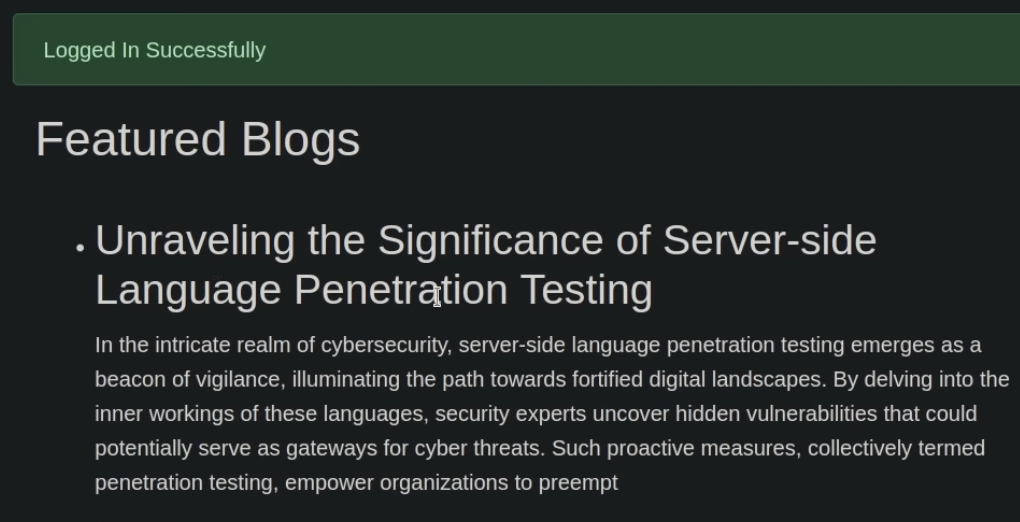 Logged In Successfully
Featured Blogs
Unraveling the Significance of Server-side
Language Penetration Testing
In the intricate realm of cybersecurity, server-side language penetration testing emerges as a
beacon of vigilance, illuminating the path towards fortified digital landscapes. By delving into the
inner workings of these languages, security experts uncover hidden vulnerabilities that could
potentially serve as gateways for cyber threats. Such proactive measures, collectively termed
penetration testing, empower organizations to preempt